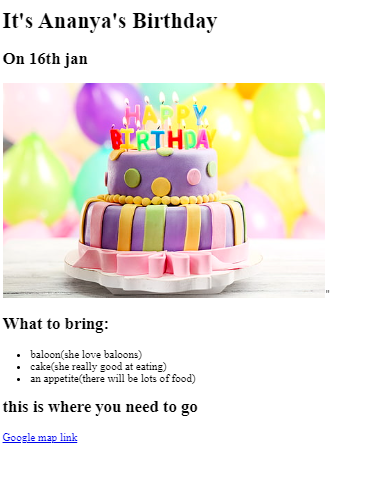 It's Ananya's Birthday
On 16th jan
HAPPY
BIRTHDAY
"
What to bring:
baloon(she love baloons)
cake(she really good at eating)
an appetite(there will be lots of food)
this is where you need to go
Google map link